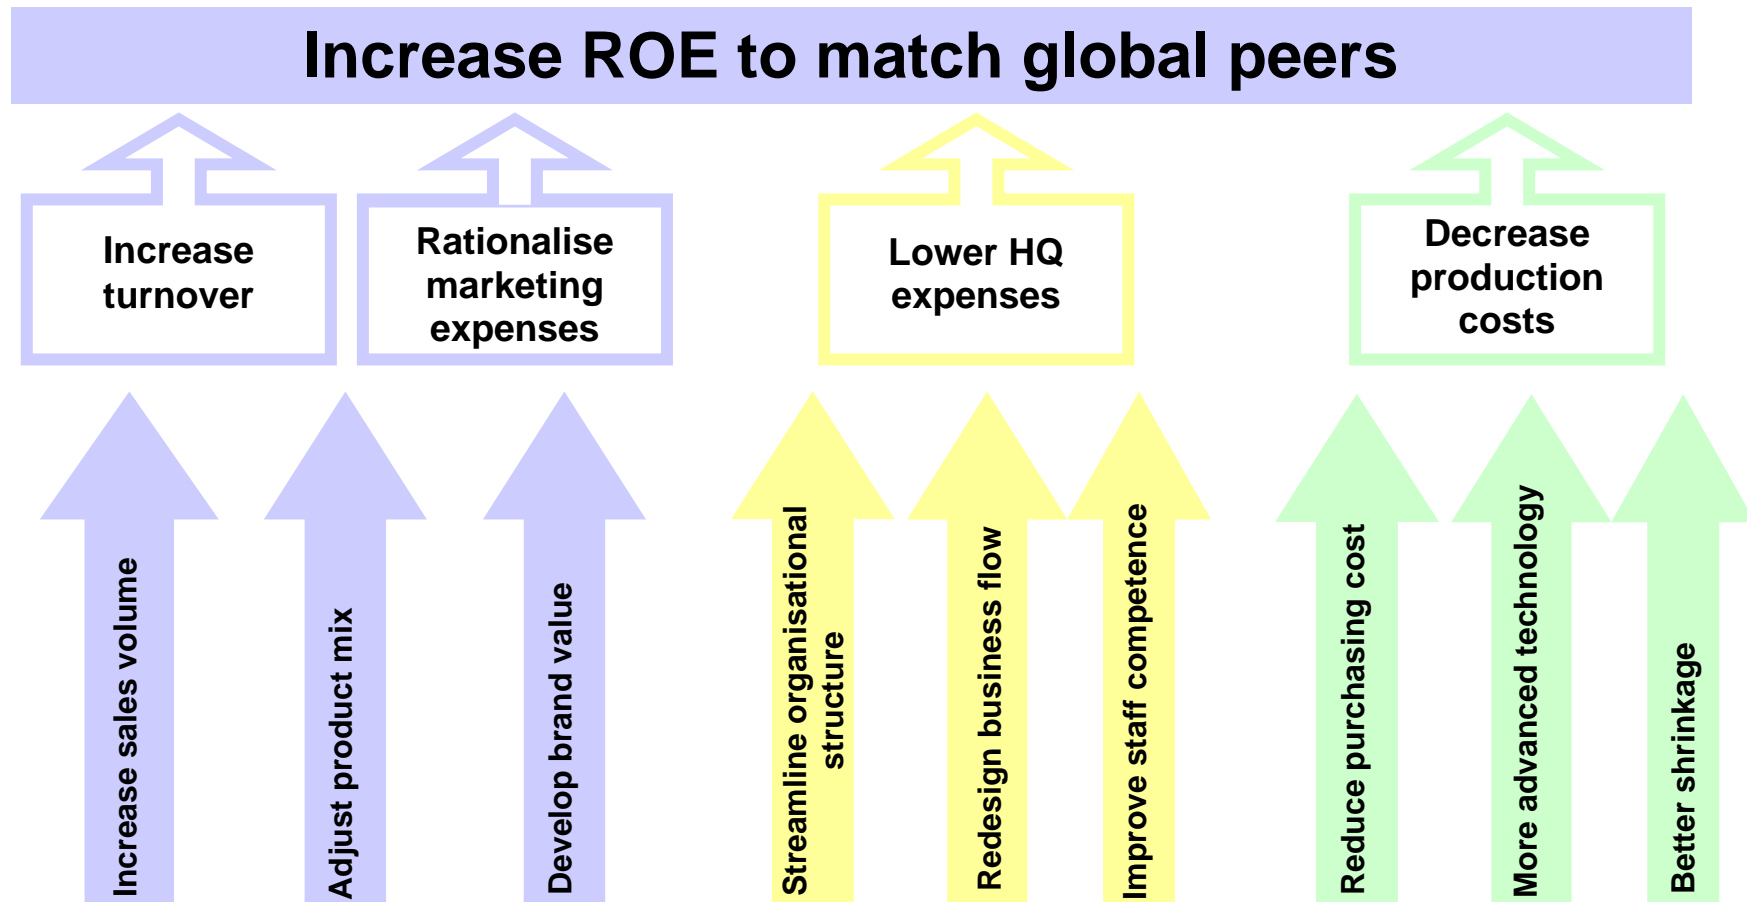 Increase ROE to match global peers
Increase
turnover
Rationalise
marketing
expenses
Lower HQ
expenses
Decrease
production
costs
Increase sales volume
Adjust product mix
Develop brand value
Streamline organisational
structure
Redesign business flow
Improve staff competence
Reduce purchasing cost
More advanced technology
Better shrinkage